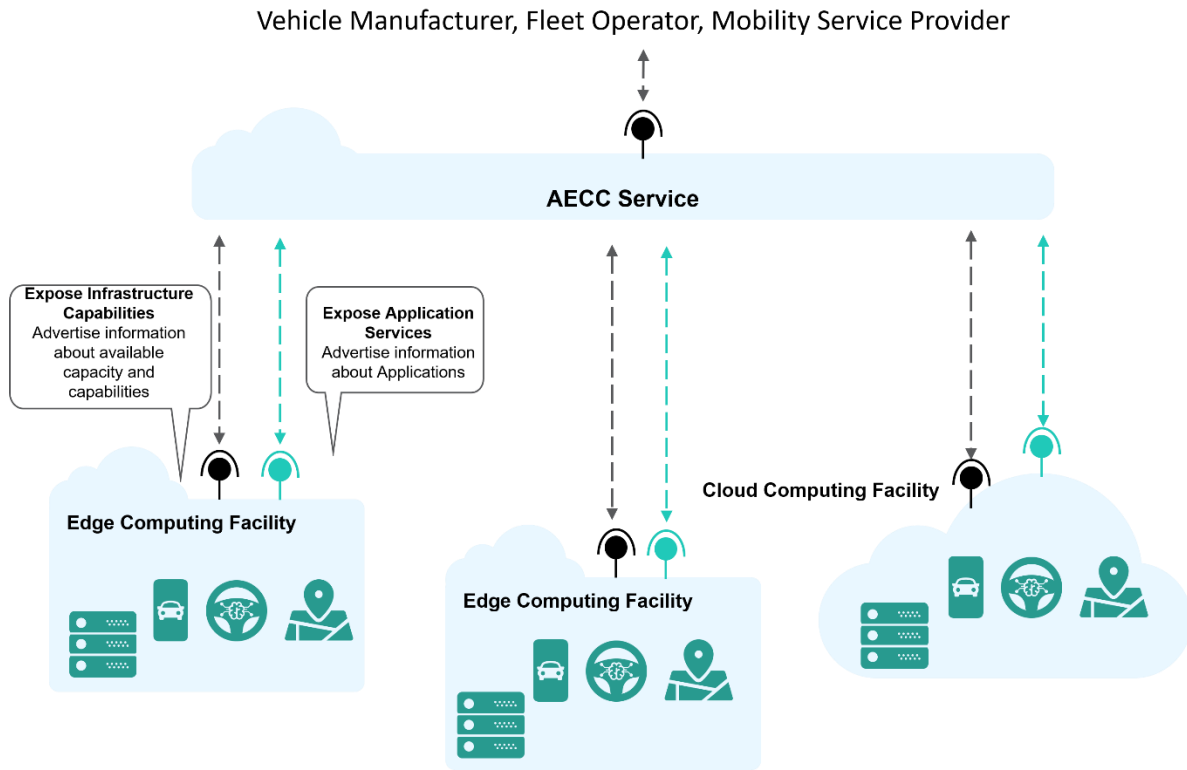 Vehicle Manufacturer, Fleet Operator, Mobility Service Provider
AECC Service
Expose Infrastructure
Capabilities
Advertise information
about available
capacity and
capabilities
Expose Application
Services
Advertise information
about Applications
Edge Computing Facility
Edge Computing Facility
Cloud Computing Facility